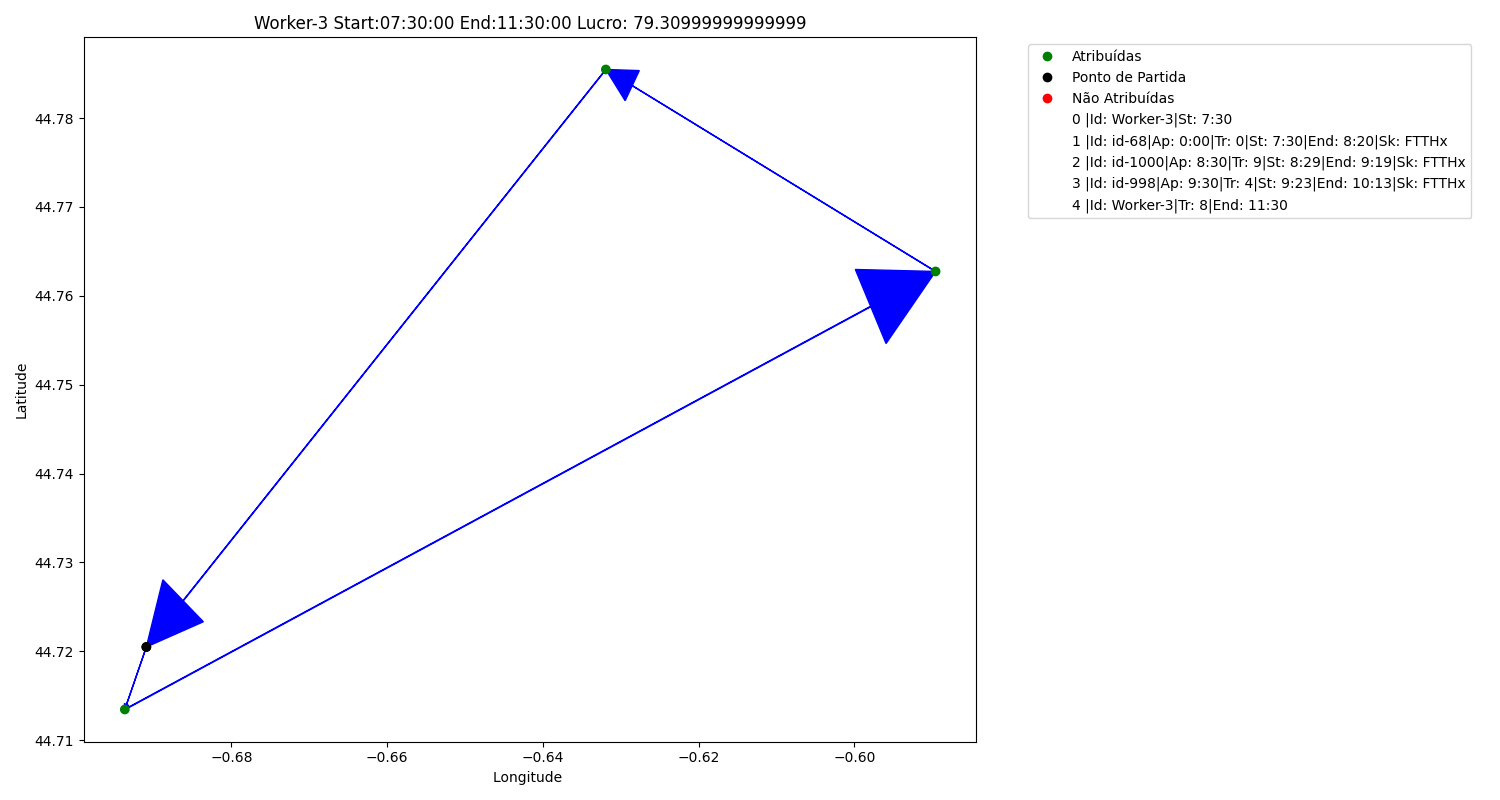 Worker-3 Start:07:30:00 End:11:30:00 Lucro: 79.30999999999999
Latitude
44.78
44.77
44.76
44.75
44.74
44.73
44.72
44.71
−0.68
−0.66
−0.64
−0.62
−0.60
Longitude
Atribuídas
Ponto de Partida
Não Atribuídas
0 |Id: Worker-3|St: 7:30
1 |Id: id-68|Ap: 0:00|Tr: 0|St: 7:30|End: 8:20|Sk: FTTHx
2 |Id: id-1000|Ap: 8:30|Tr: 9|St: 8:29|End: 9:19|Sk: FTTHx
3 |Id: id-998|Ap: 9:30|Tr: 4|St: 9:23|End: 10:13|Sk: FTTHx
4 |Id: Worker-3|Tr: 8|End: 11:30